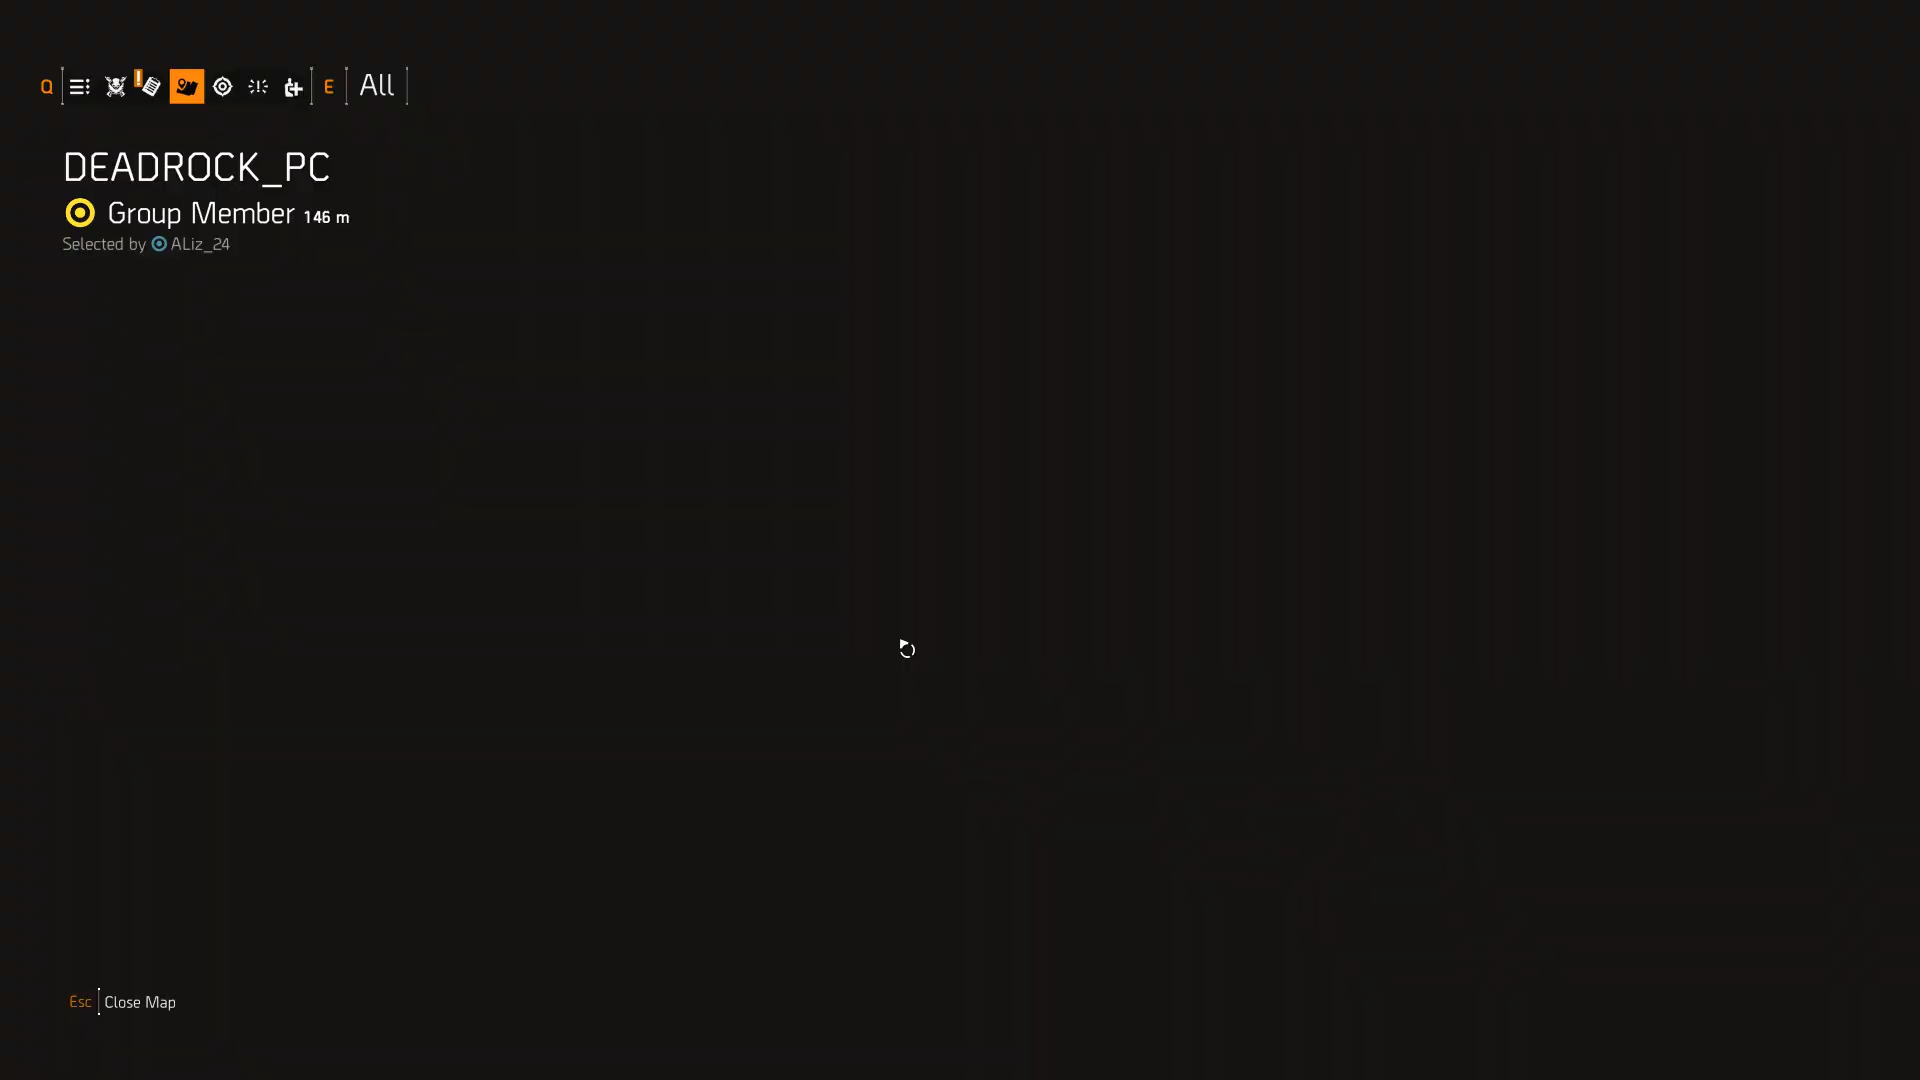 Q E All
DEADROCK_PC
Group Member 146 m
Selected by ALiz_24
Esc Close Map